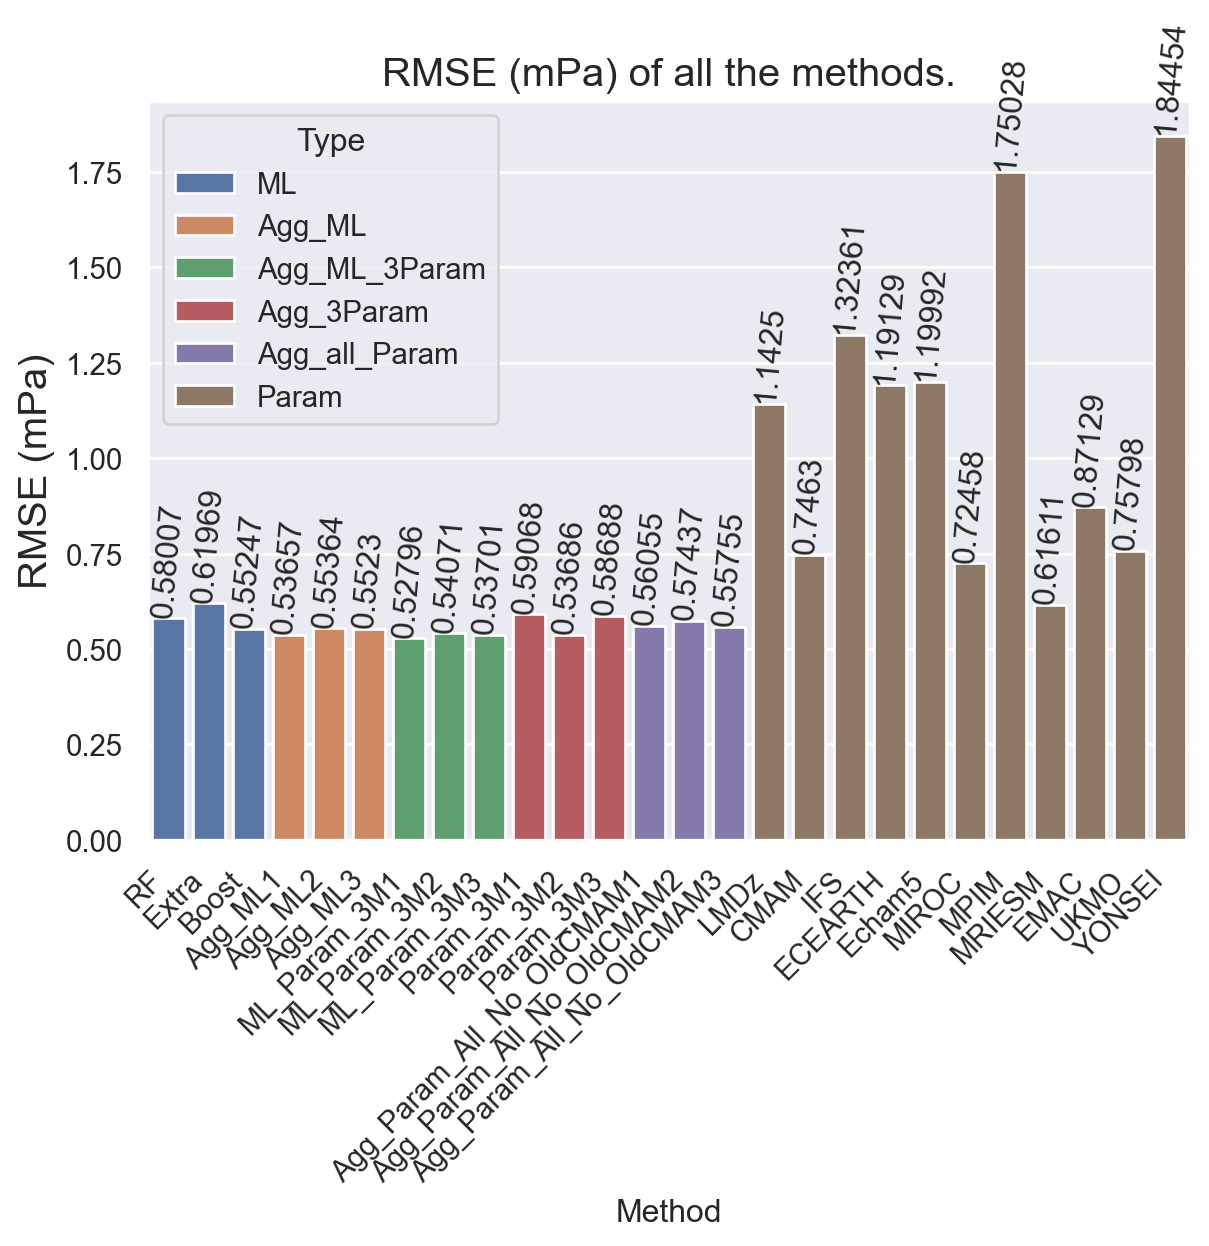 RMSE (mPa) of all the methods.
Type
ML
Agg_ML
Agg_ML_3Param
Agg_3Param
Agg_all_Param
Param
RMSE (mPa)
1.75
1.50
1.25
1.00
0.75
0.50
0.25
0.00
0.58007
0.61969
0.55247
0.53657
0.55364
0.5523
0.52796
0.54071
0.53701
0.59068
0.53686
0.58688
0.56055
0.57437
0.55755
1.1425
0.7463
1.32361
1.19129
1.19992
0.72458
1.75028
0.61611
0.87129
0.75798
1.84454
RF
Extra
Boost
Agg_ML1
Agg_ML2
Agg_ML3
ML_Param_3M1
ML_Param_3M2
ML_Param_3M3
Param_3M1
Param_3M2
Param_3M3
Agg_Param_All_No_OldCMAM1
Agg_Param_All_No_OldCMAM2
Agg_Param_All_No_OldCMAM3
LMDz
CMAM
IFS
ECEARTH
Echam5
MIROC
MPIM
MRIESM
EMAC
UKMO
YONSEI
Method